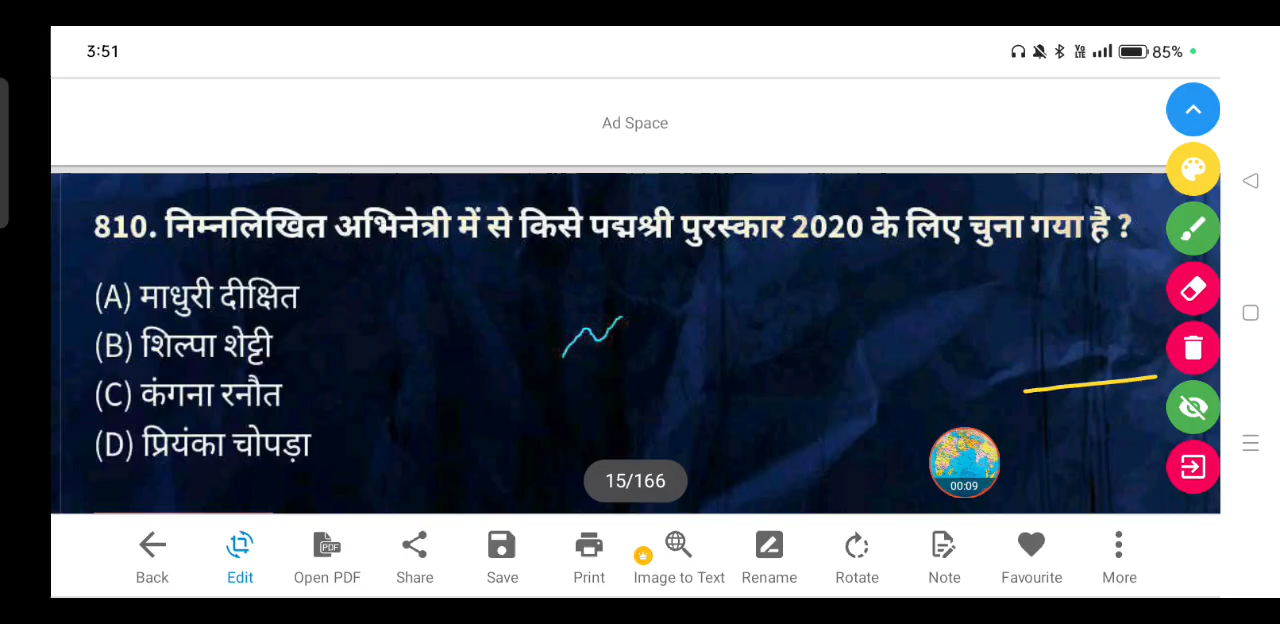 3:51
85%
Ad Space
810. निम्नलिखित अभिनेत्री में से किसे पद्मश्री पुरस्कार 2020 के लिए चुना गया है ?
(A) माधुरी दीक्षित
(B) शिल्पा शेट्टी
(C) कंगना रनौत
(D) प्रियंका चोपड़ा
15/166
00:09
PDF
Back Edit Open PDF Share Save Print Image to Text Rename Rotate Note Favourite More